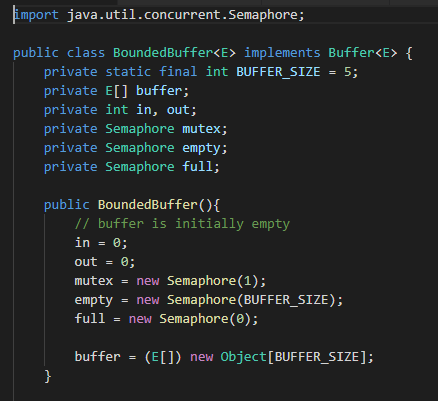 import java.util.concurrent.Semaphore;
public class BoundedBuffer<E> implements Buffer<E> {
private static final int BUFFER_SIZE = 5;
private E[] buffer;
private int in, out;
private Semaphore mutex;
private Semaphore empty;
private Semaphore full;
public BoundedBuffer(){
// buffer is initially empty
in = 0;
out = 0;
mutex = new Semaphore(1);
empty = new Semaphore(BUFFER_SIZE);
full = new Semaphore(0);
buffer = (E[]) new Object[BUFFER_SIZE];
}